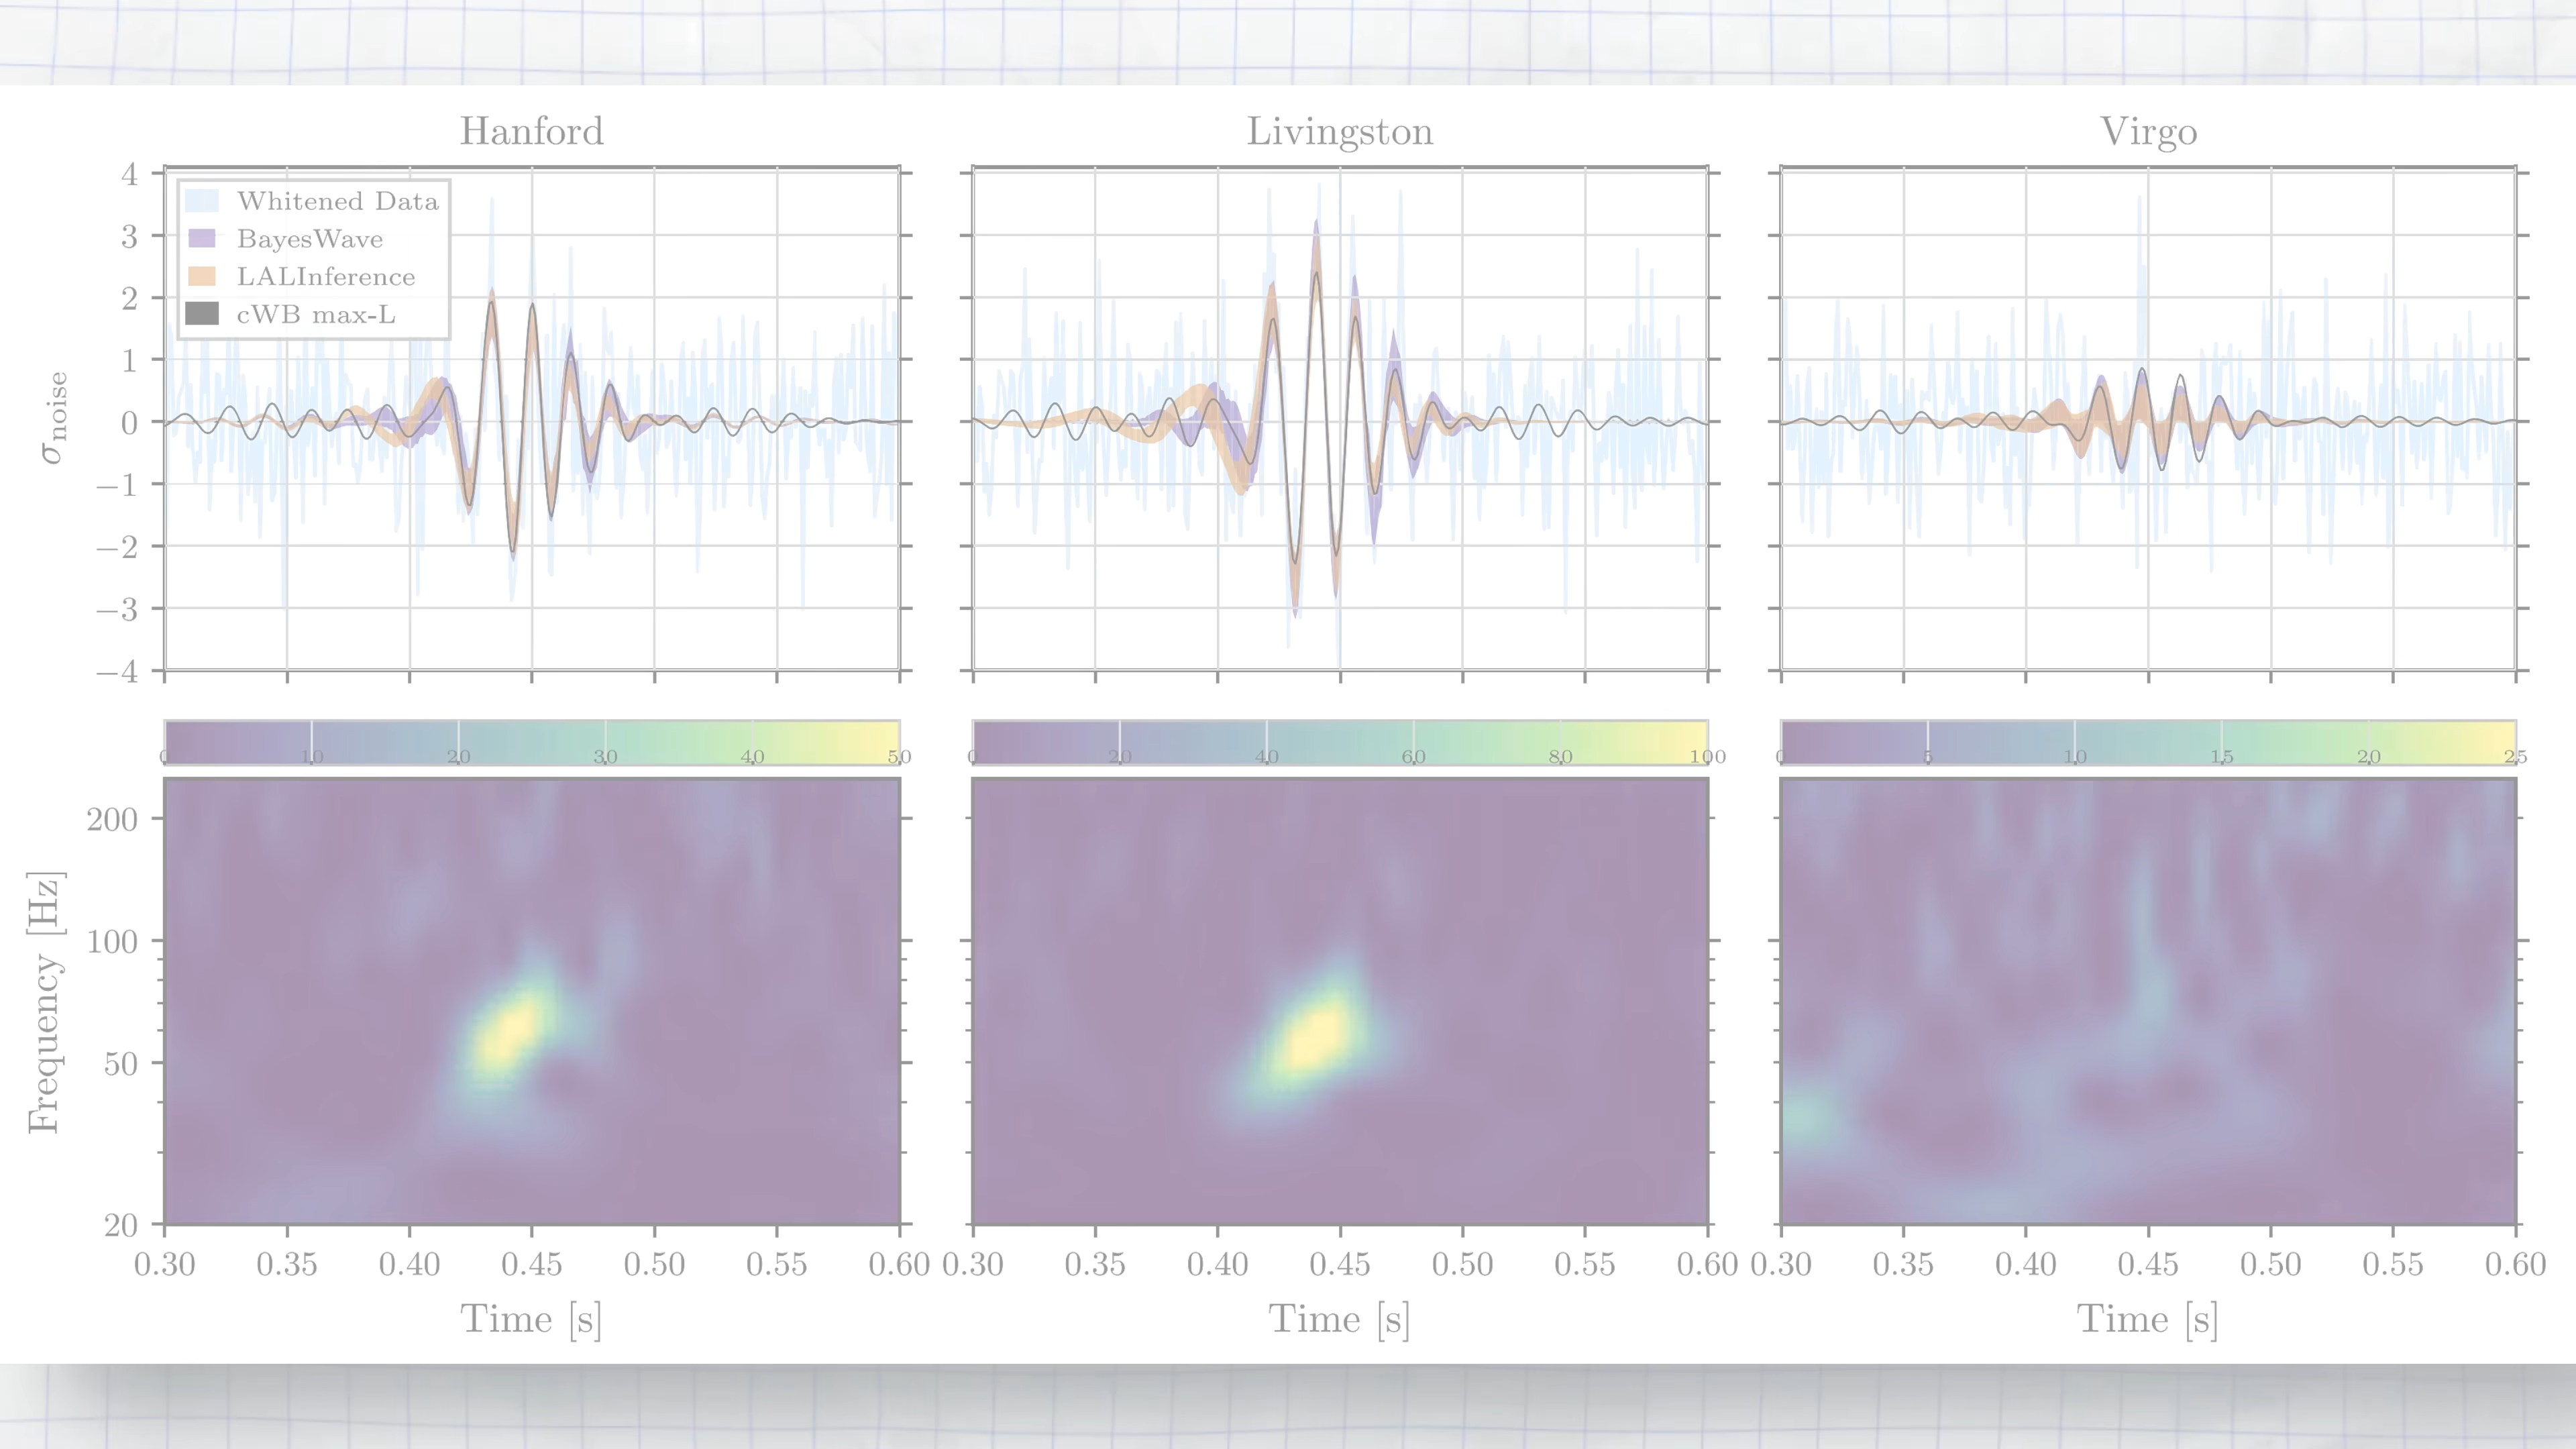 Hanford
Livingston
Virgo
4
3
2
1
0
−1
−2
−3
−4
σnoise
Whitened Data
BayesWave
LALInference
cWB max-L
0 10 20 30 40 50
0 20 40 60 80 100
0 5 10 15 20 25
200
100
50
20
Frequency [Hz]
0.30 0.35 0.40 0.45 0.50 0.55 0.60
0.30 0.35 0.40 0.45 0.50 0.55 0.60
0.30 0.35 0.40 0.45 0.50 0.55 0.60
Time [s]
Time [s]
Time [s]